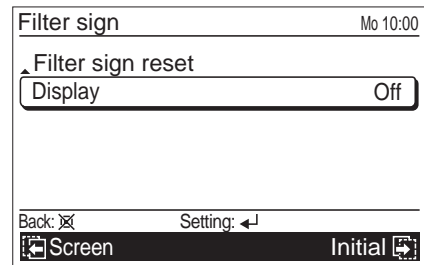 Filter sign Mo 10:00
Filter sign reset
Display Off
Back: Setting:
Screen Initial